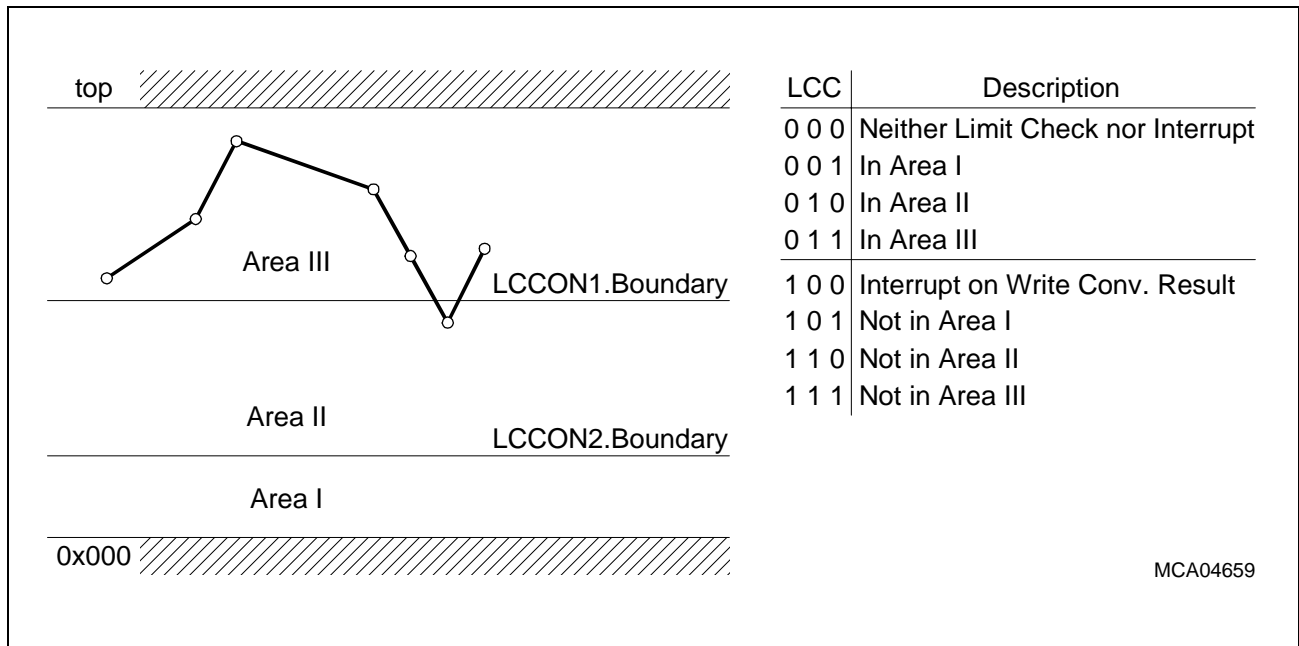 top
Area III
LCCON1.Boundary
Area II
LCCON2.Boundary
Area I
0x000
LCC Description
0 0 0 Neither Limit Check nor Interrupt
0 0 1 In Area I
0 1 0 In Area II
0 1 1 In Area III
1 0 0 Interrupt on Write Conv. Result
1 0 1 Not in Area I
1 1 0 Not in Area II
1 1 1 Not in Area III
MCA04659